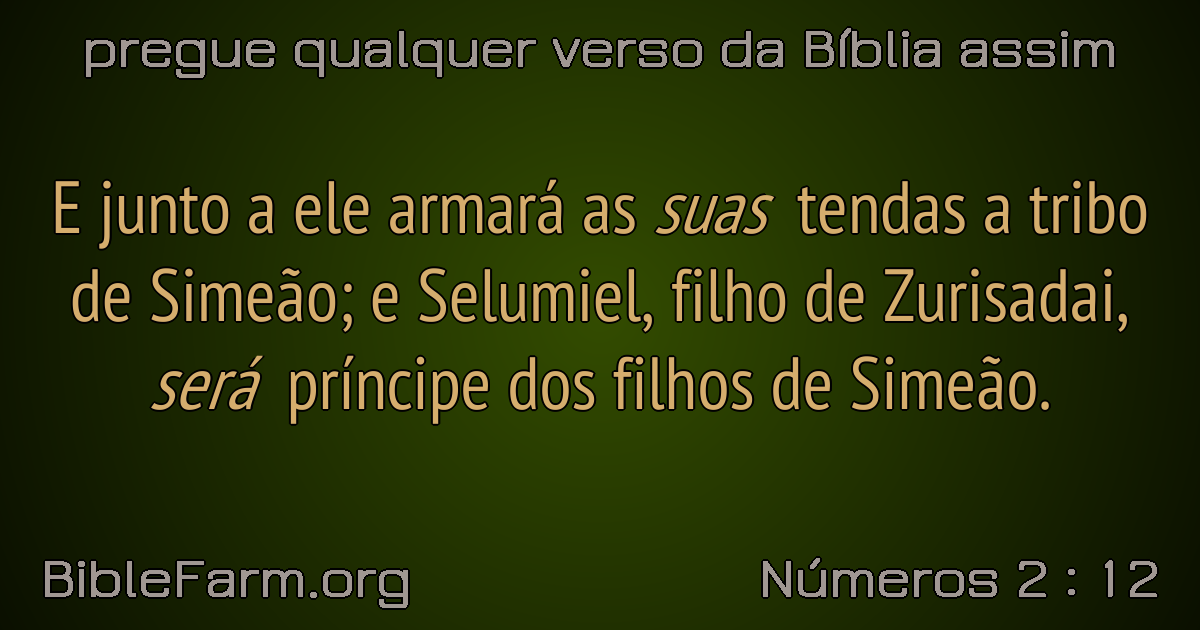 pregue qualquer verso da Bíblia assim
E junto a ele armará as suas tendas a tribo
de Simeão; e Selumiel, filho de Zurisadai,
será príncipe dos filhos de Simeão.
BibleFarm.org
Números 2 : 12